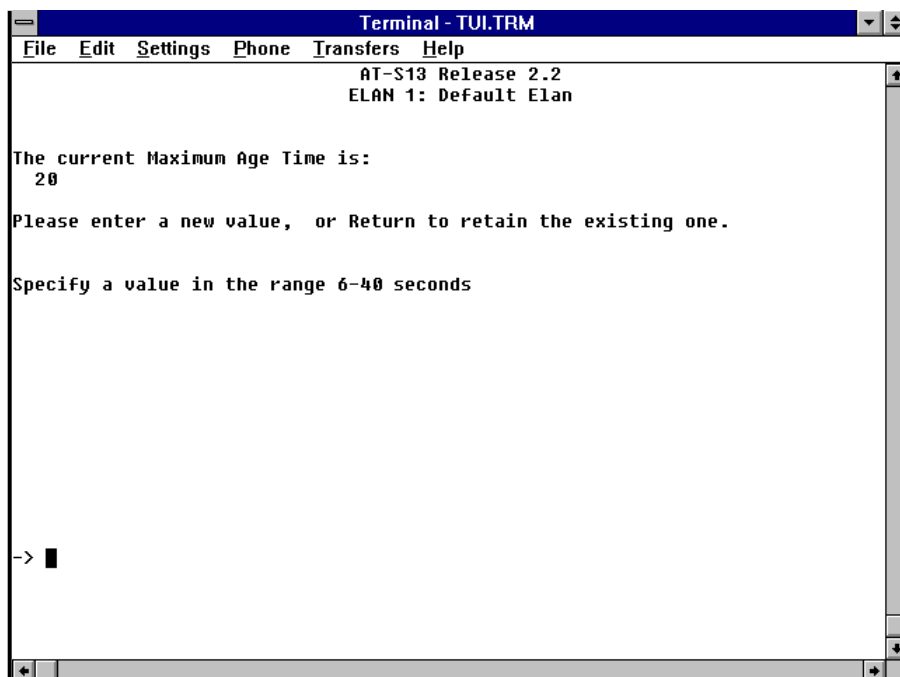 Terminal - TUI.TRM
File Edit Settings Phone Transfers Help
AT-S13 Release 2.2
ELAN 1: Default Elan
The current Maximum Age Time is:
20
Please enter a new value, or Return to retain the existing one.
Specify a value in the range 6-40 seconds
->